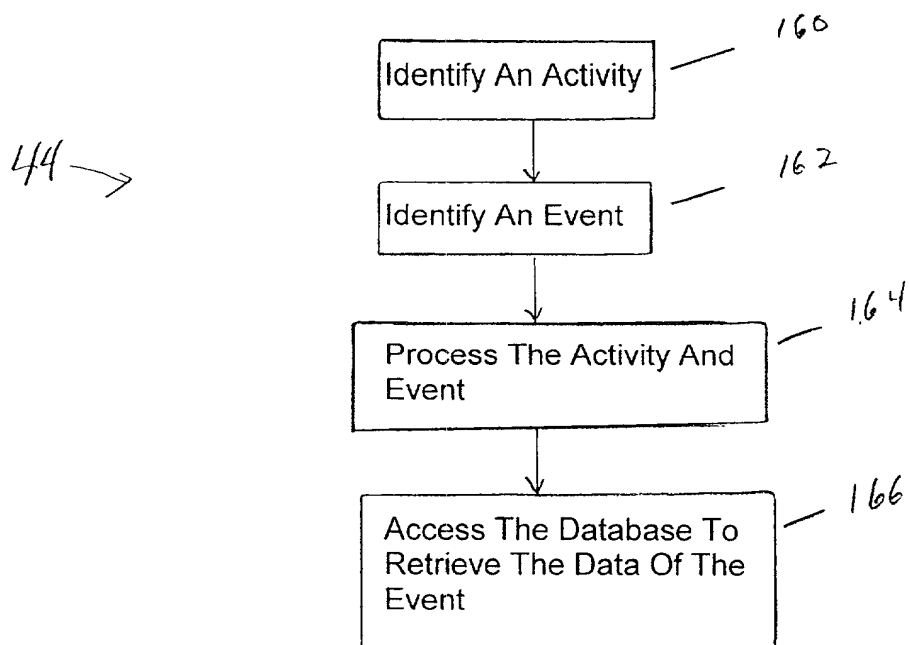 160
Identify An Activity
44
162
Identify An Event
164
Process The Activity And
Event
166
Access The Database To
Retrieve The Data Of The
Event